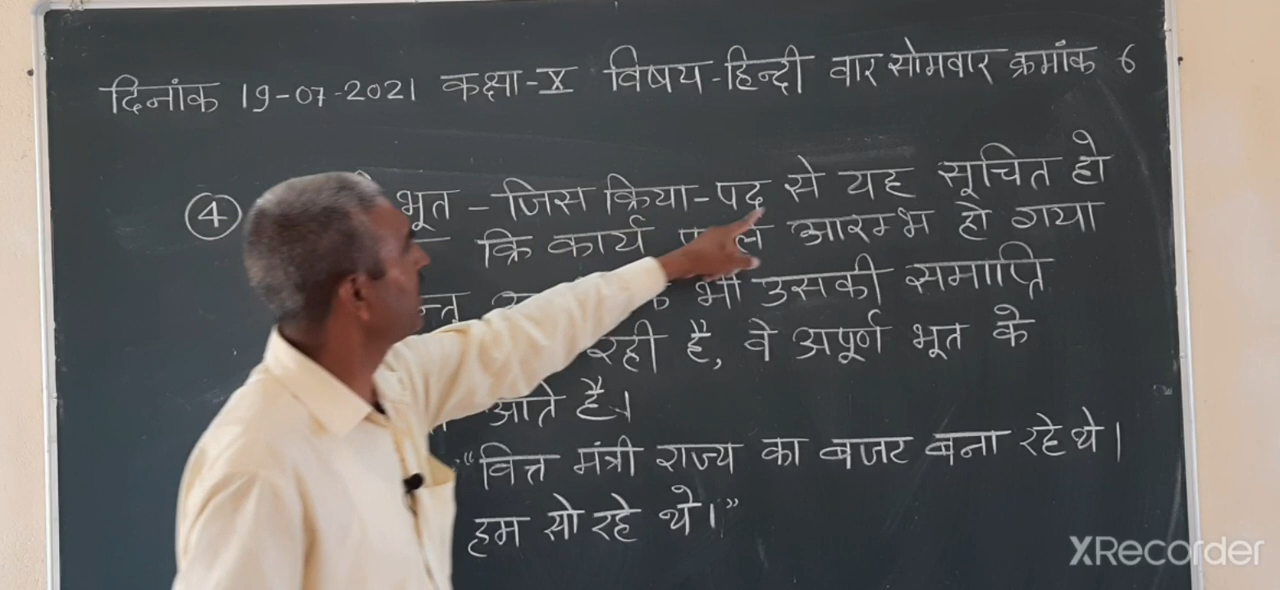 दिनांक 19-07-2021 कक्षा-X विषय-हिन्दी वार सोमवार क्रमांक 6
④ भूत - जिस क्रिया-पद से यह सूचित हो
कि कार्य आरम्भ हो गया
भी उसकी समाप्ति
रही है, वे अपूर्ण भूत के
आते है।
"वित्त मंत्री राज्य का बजट बना रहे थे।
हम सो रहे थे।"
XRecorder